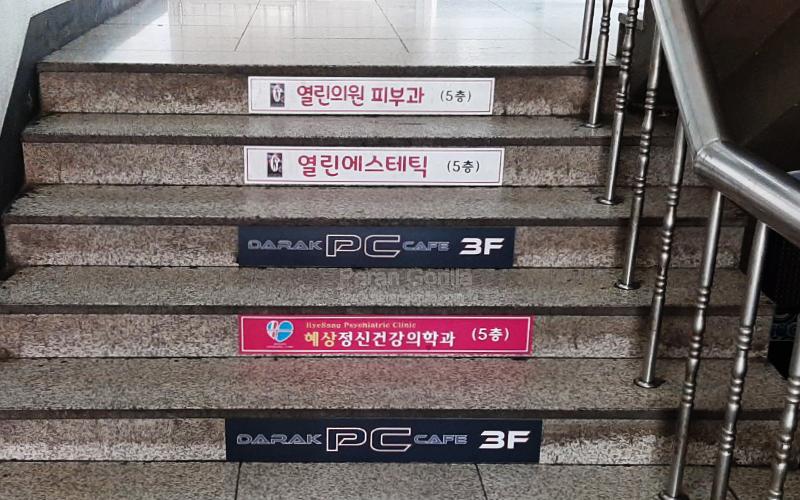 열린의원 피부과 (5층)
열린에스테틱 (5층)
DARAK PC CAFE 3F
Paran Gorilla
HyeSang Psychiatric Clinic
혜상정신건강의학과 (5층)
DARAK PC CAFE 3F